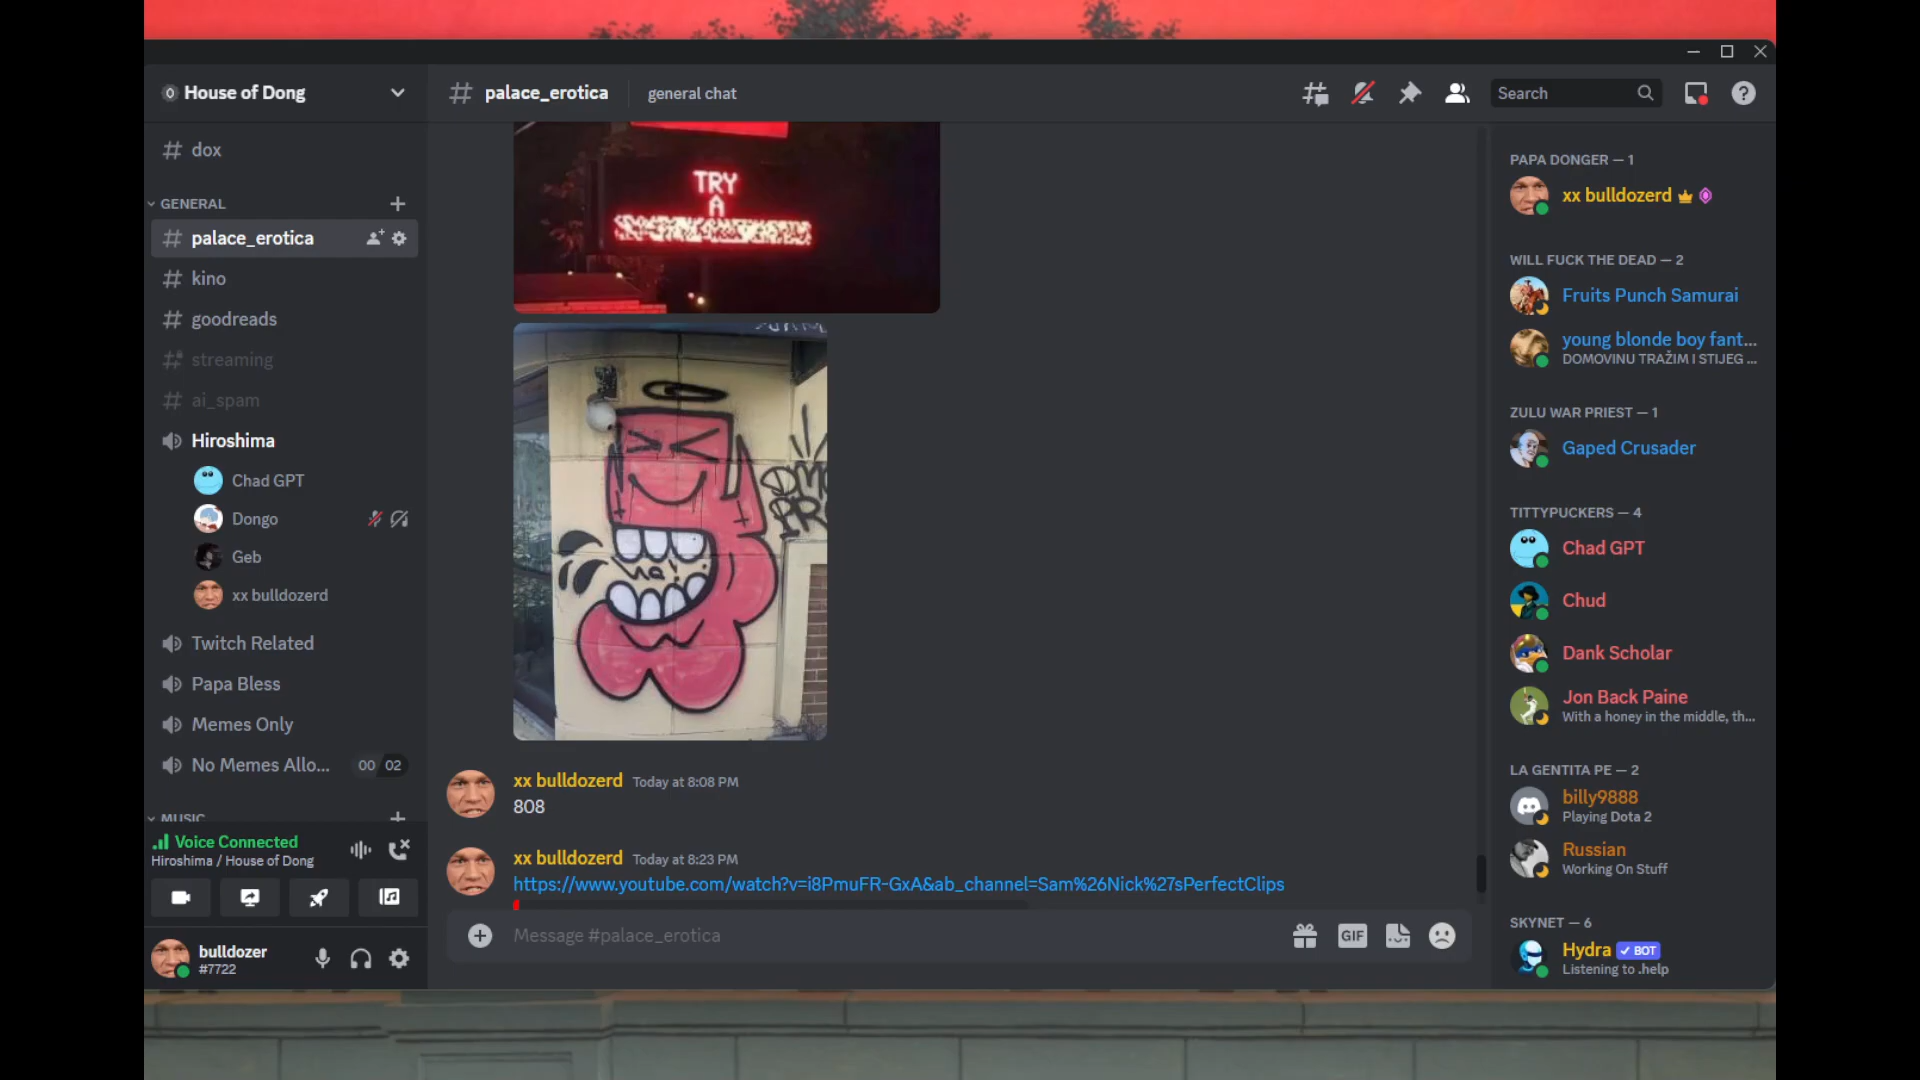 House of Dong
palace_erotica
general chat
Search
dox
GENERAL
palace_erotica
kino
goodreads
streaming
ai_spam
Hiroshima
Chad GPT
Dongo
Geb
xx bulldozerd
Twitch Related
Papa Bless
Memes Only
No Memes Allo...
00 02
MUSIC
Voice Connected
Hiroshima / House of Dong
bulldozer
#7722
TRY
A
HA!
xx bulldozerd Today at 8:08 PM
808
xx bulldozerd Today at 8:23 PM
https://www.youtube.com/watch?v=i8PmuFR-GxA&ab_channel=Sam%26Nick%27sPerfectClips
Message #palace_erotica
GIF
PAPA DONGER — 1
xx bulldozerd
WILL FUCK THE DEAD — 2
Fruits Punch Samurai
young blonde boy fant...
DOMOVINU TRAŽIM I STIJEG ...
ZULU WAR PRIEST — 1
Gaped Crusader
TITTYPUCKERS — 4
Chad GPT
Chud
Dank Scholar
Jon Back Paine
With a honey in the middle, th...
LA GENTITA PE — 2
billy9888
Playing Dota 2
Russian
Working On Stuff
SKYNET — 6
Hydra BOT
Listening to .help